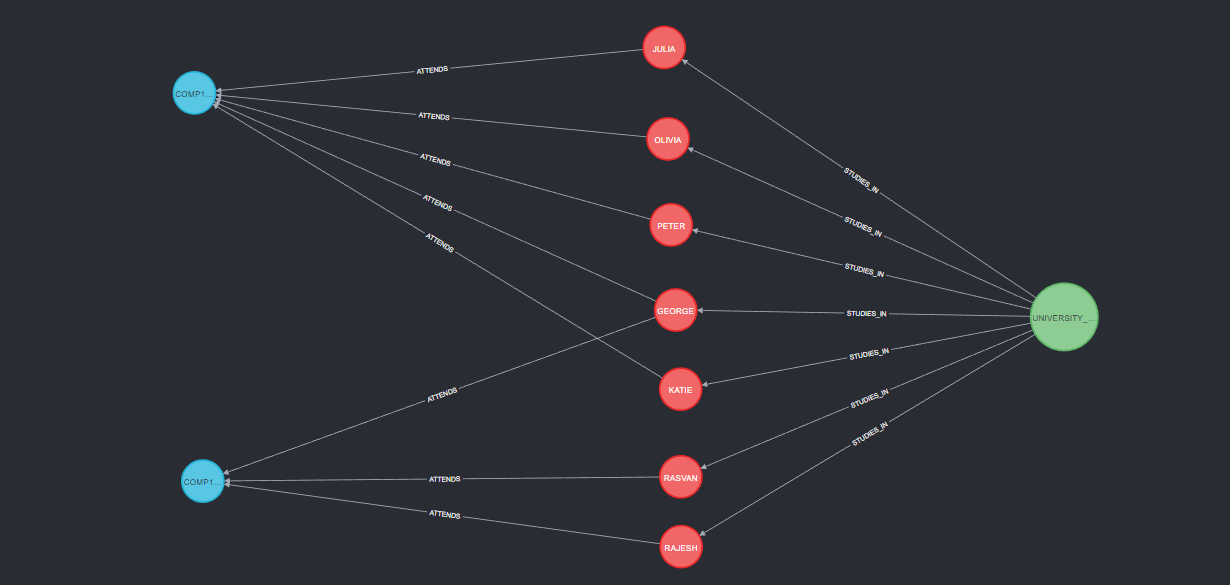 JULIA
ATTENDS
COMP1...
ATTENDS
OLIVIA
ATTENDS
STUDIES_IN
ATTENDS
PETER
STUDIES_IN
ATTENDS
STUDIES_IN
GEORGE
STUDIES_IN
UNIVERSITY_...
STUDIES_IN
KATIE
ATTENDS
STUDIES_IN
STUDIES_IN
RASVAN
ATTENDS
COMP1...
ATTENDS
RAJESH